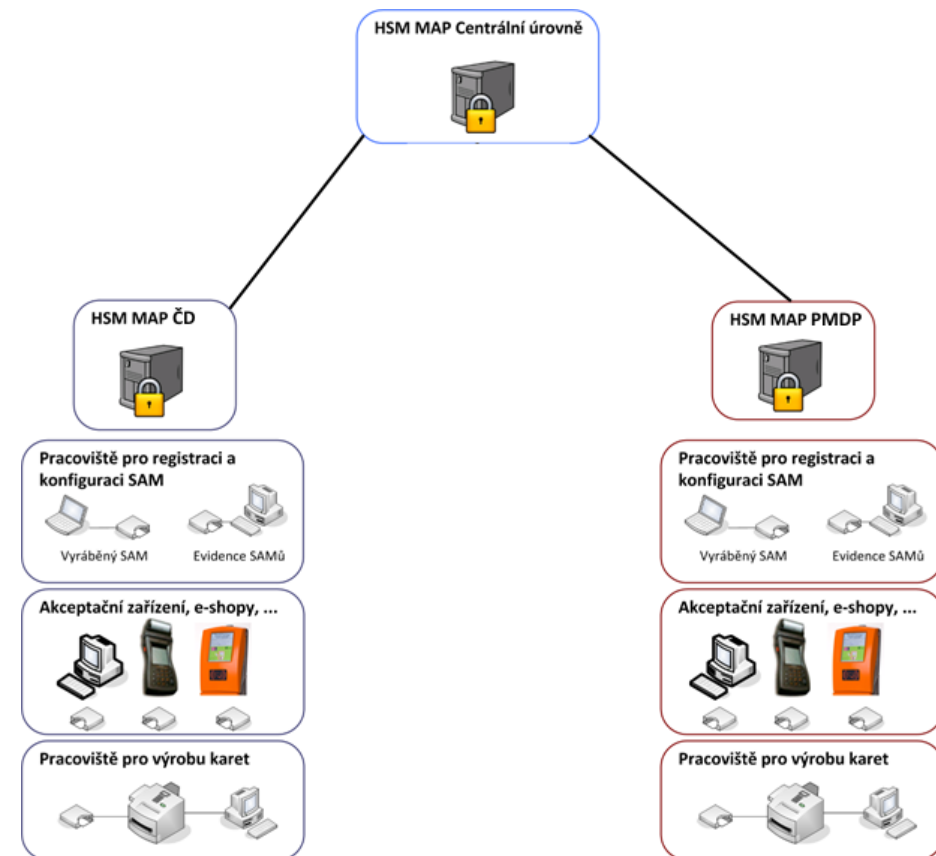 HSM MAP Centrální úrovně
HSM MAP ČD
HSM MAP PMDP
Pracoviště pro registraci a
konfiguraci SAM
Vyráběný SAM
Evidence SAMů
Pracoviště pro registraci a
konfiguraci SAM
Vyráběný SAM
Evidence SAMů
Akceptační zařízení, e-shopy, ...
Akceptační zařízení, e-shopy, ...
Pracoviště pro výrobu karet
Pracoviště pro výrobu karet